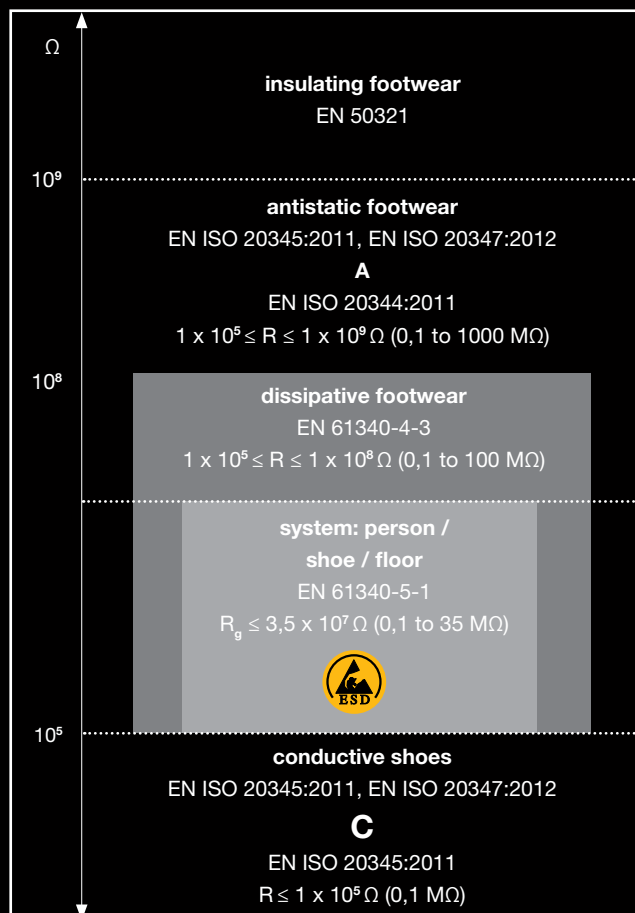 Ω
insulating footwear
EN 50321
10⁹
antistatic footwear
EN ISO 20345:2011, EN ISO 20347:2012
A
EN ISO 20344:2011
1 x 10⁵ ≤ R ≤ 1 x 10⁹ Ω (0,1 to 1000 MΩ)
10⁸
dissipative footwear
EN 61340-4-3
1 x 10⁵ ≤ R ≤ 1 x 10⁸ Ω (0,1 to 100 MΩ)
system: person /
shoe / floor
EN 61340-5-1
R₉ ≤ 3,5 x 10⁷ Ω (0,1 to 35 MΩ)
ESD
10⁵
conductive shoes
EN ISO 20345:2011, EN ISO 20347:2012
C
EN ISO 20345:2011
R ≤ 1 x 10⁵ Ω (0,1 MΩ)